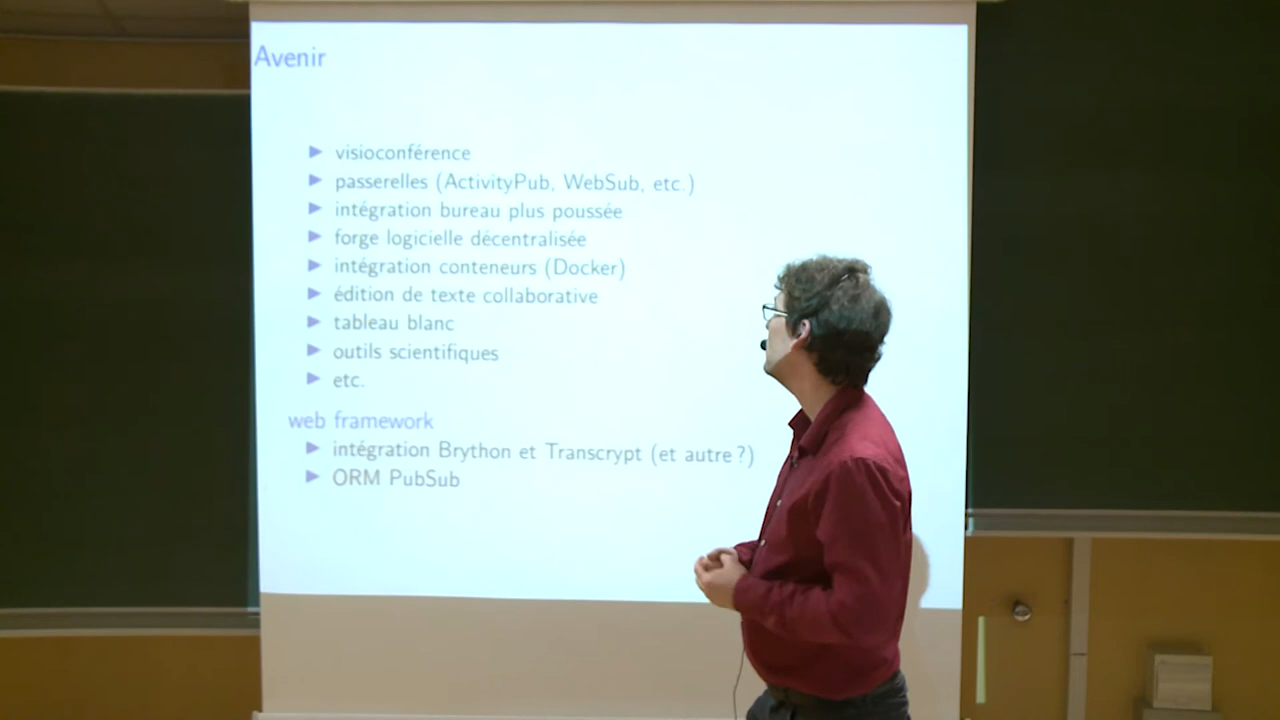 Avenir
▶ visioconférence
▶ passerelles (ActivityPub, WebSub, etc.)
▶ intégration bureau plus poussée
▶ forge logicielle décentralisée
▶ intégration conteneurs (Docker)
▶ édition de texte collaborative
▶ tableau blanc
▶ outils scientifiques
▶ etc.
web framework
▶ intégration Brython et Transcrypt (et autre ?)
▶ ORM PubSub